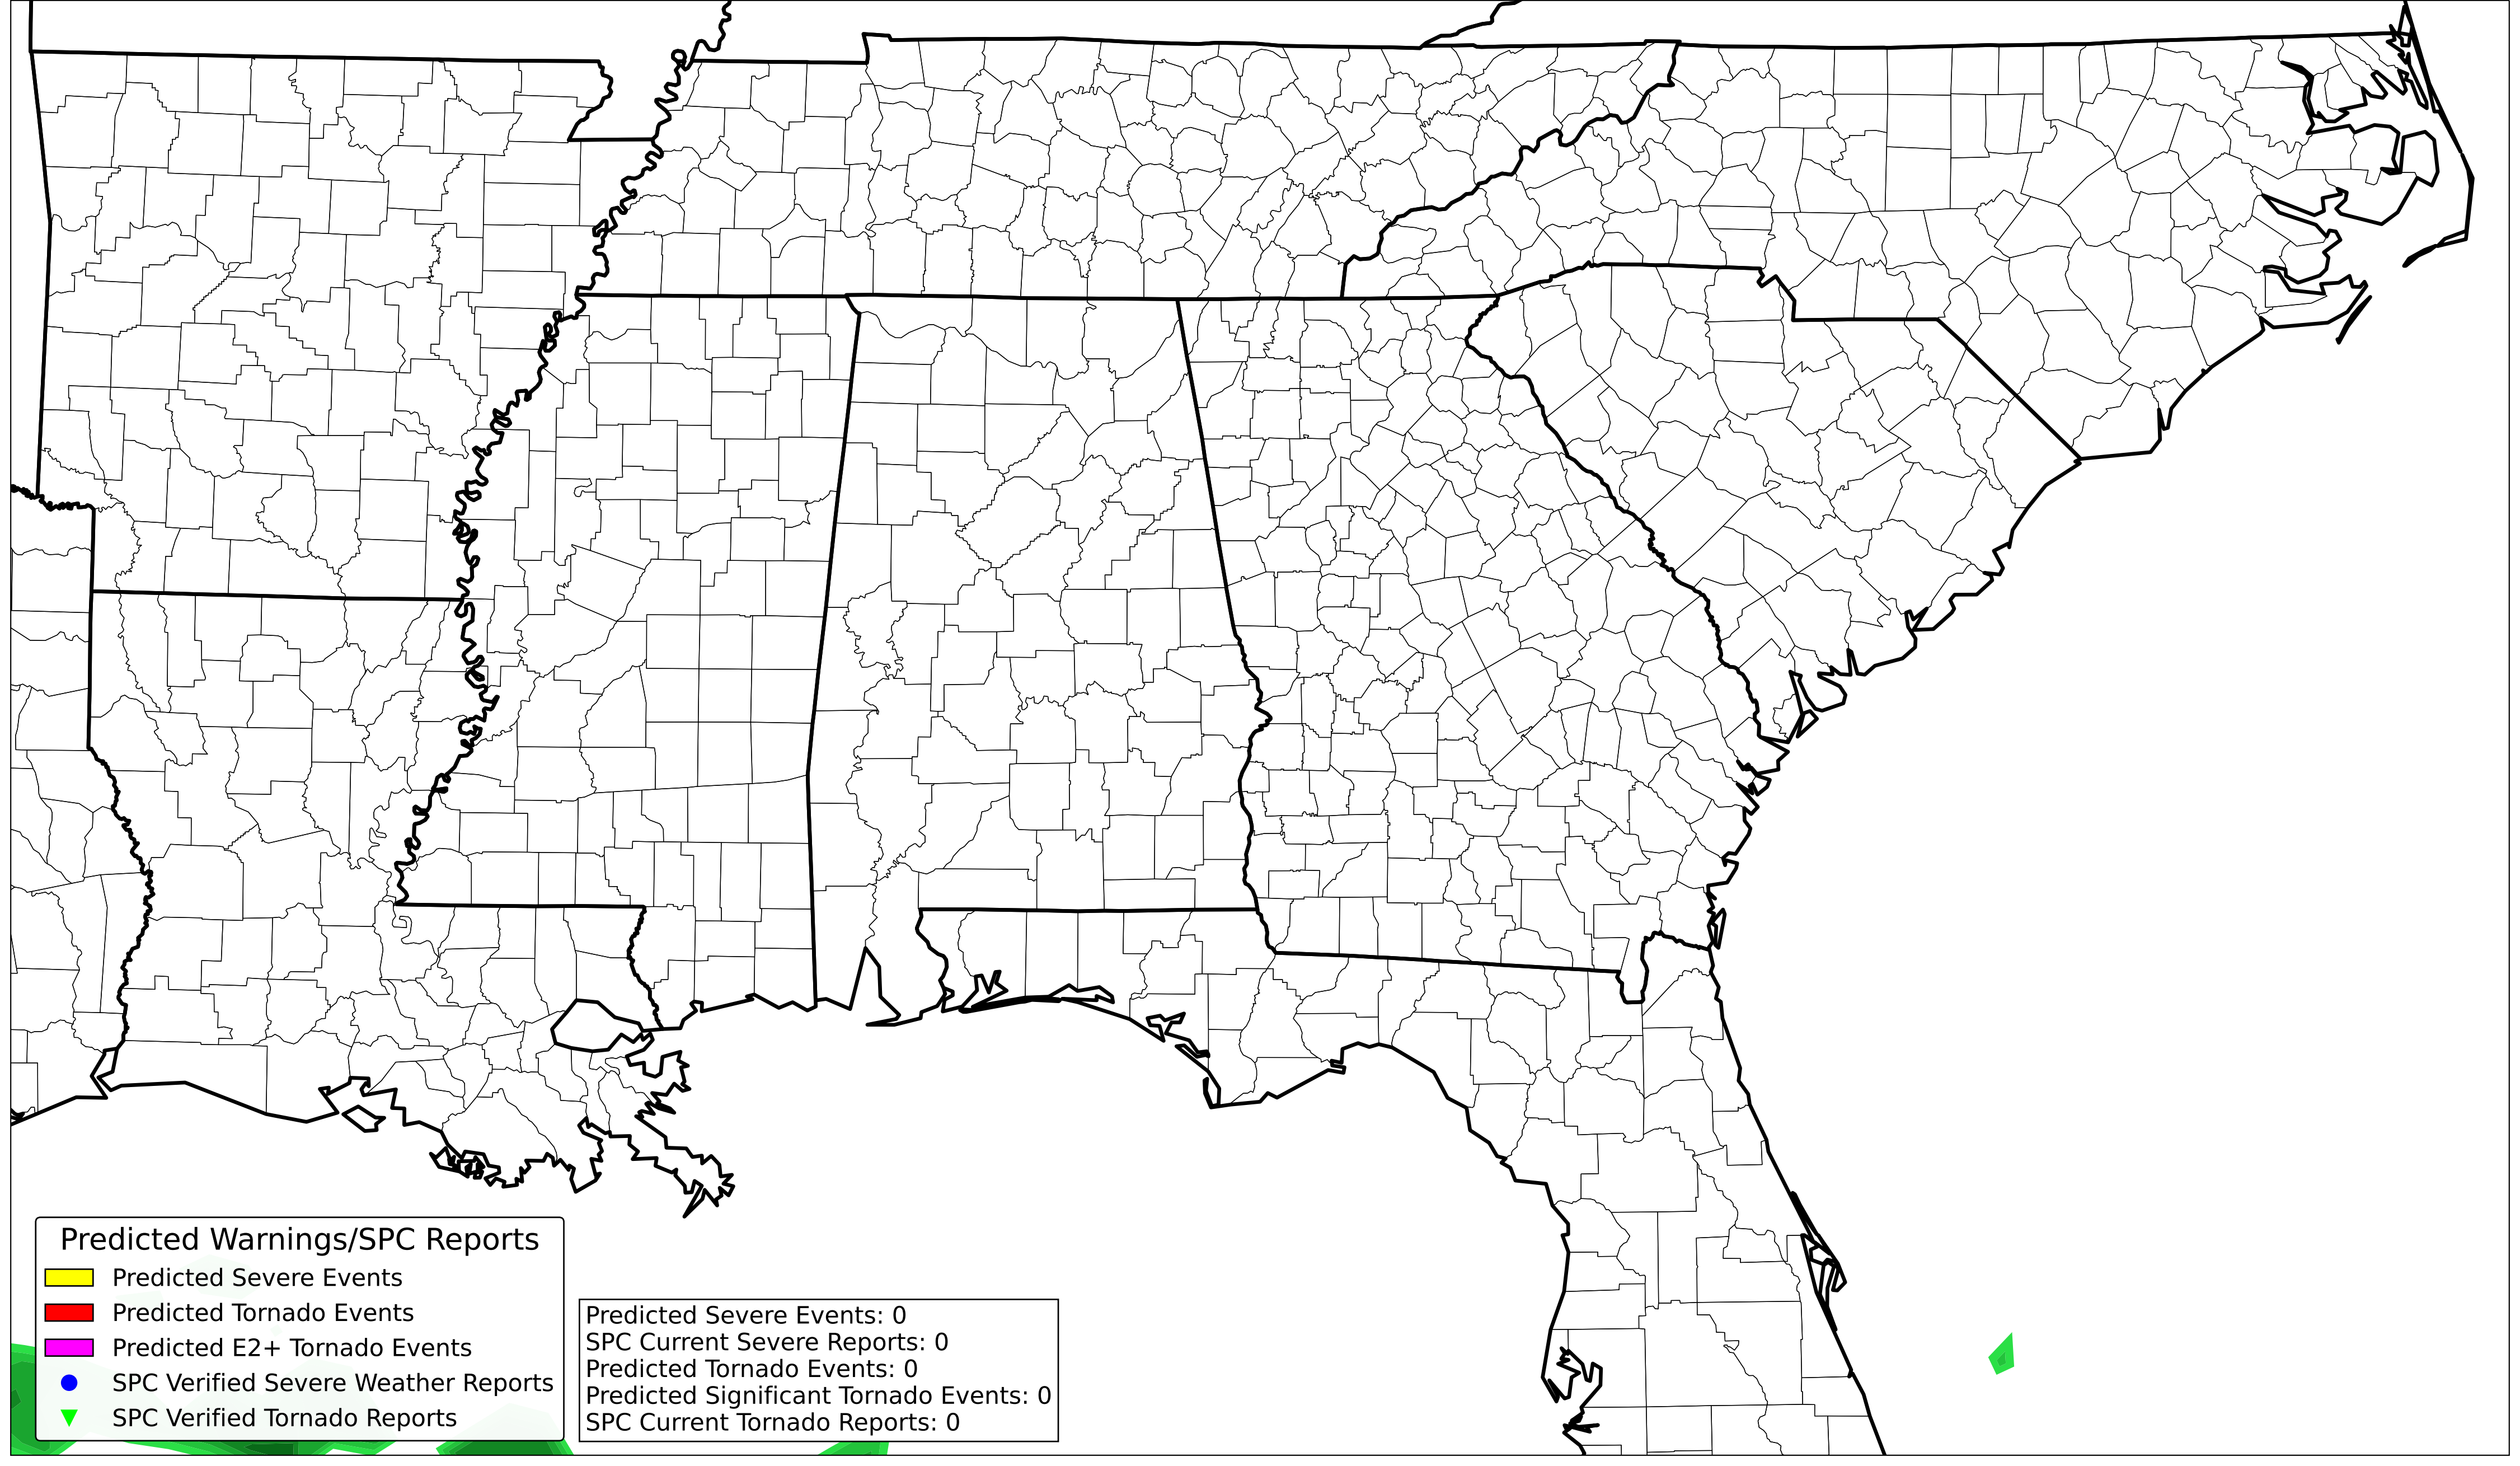 Predicted Warnings/SPC Reports
Predicted Severe Events
Predicted Tornado Events
Predicted E2+ Tornado Events
SPC Verified Severe Weather Reports
SPC Verified Tornado Reports
Predicted Severe Events: 0
SPC Current Severe Reports: 0
Predicted Tornado Events: 0
Predicted Significant Tornado Events: 0
SPC Current Tornado Reports: 0